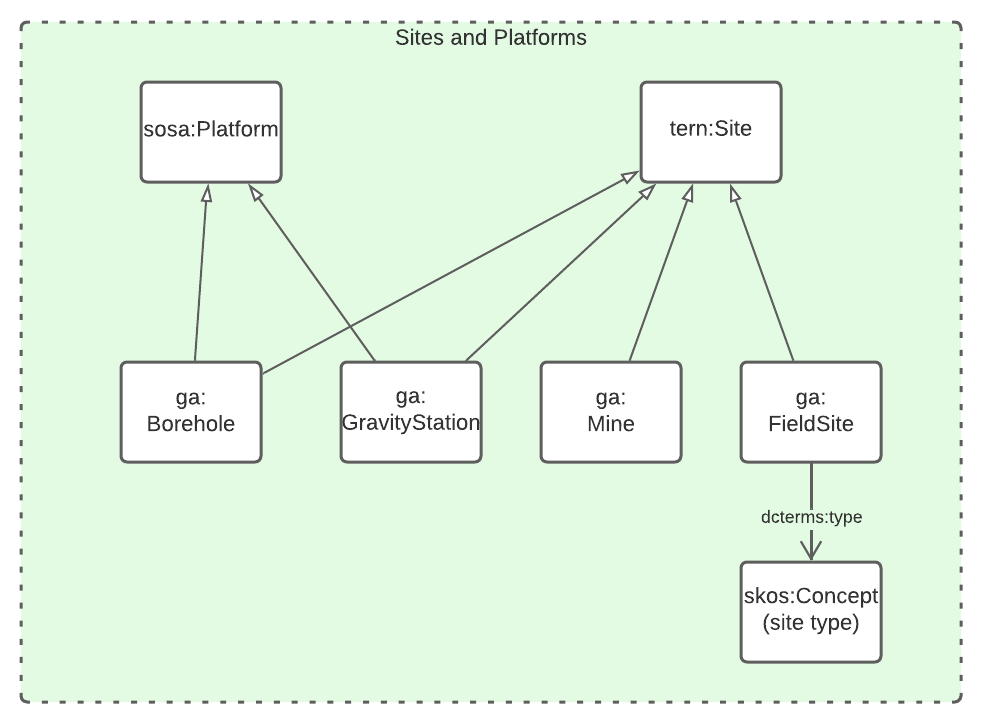 Sites and Platforms
sosa:Platform
tern:Site
ga:
Borehole
ga:
GravityStation
ga:
Mine
ga:
FieldSite
dcterms:type
skos:Concept
(site type)